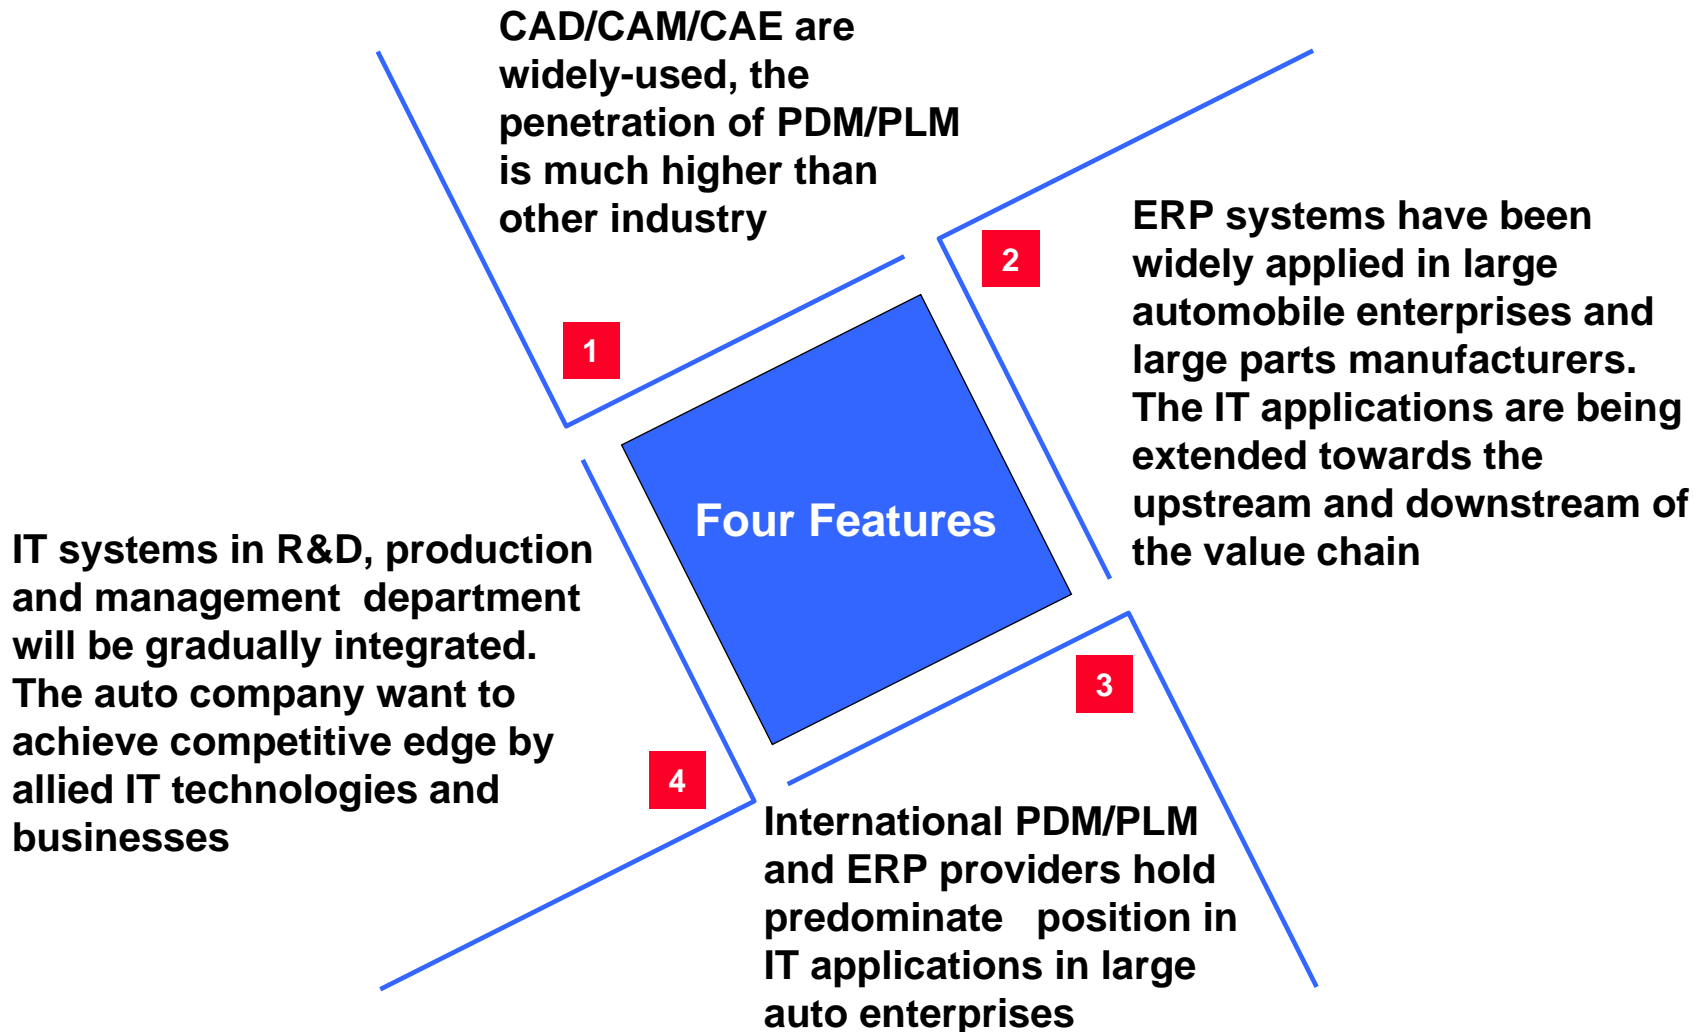 CAD/CAM/CAE are
widely-used, the
penetration of PDM/PLM
is much higher than
other industry
1
2
ERP systems have been
widely applied in large
automobile enterprises and
large parts manufacturers.
The IT applications are being
extended towards the
upstream and downstream of
the value chain
Four Features
3
International PDM/PLM
and ERP providers hold
predominate   position in
IT applications in large
auto enterprises
4
IT systems in R&D, production
and management  department
will be gradually integrated.
The auto company want to
achieve competitive edge by
allied IT technologies and
businesses